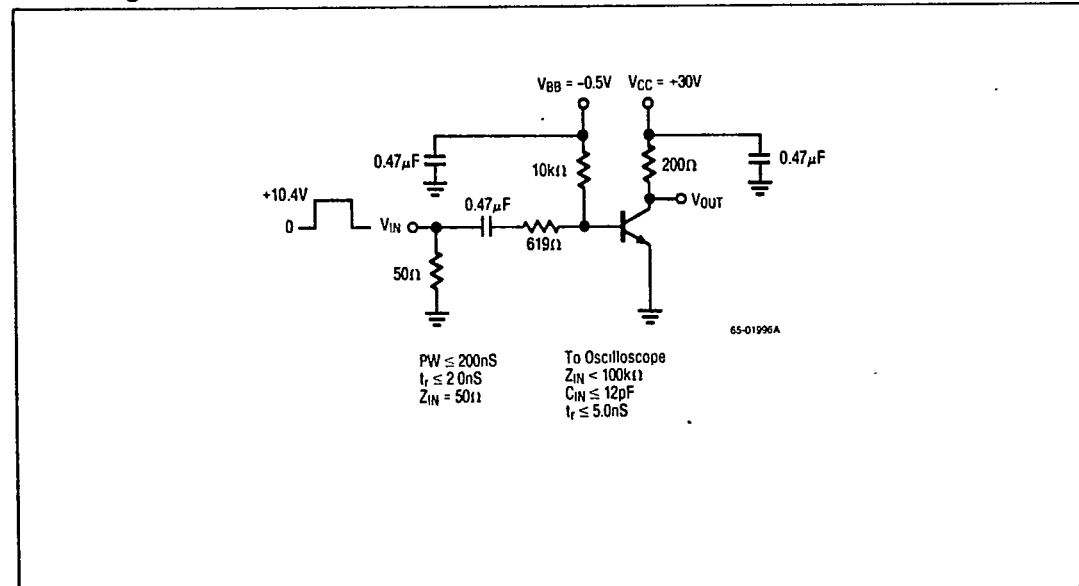 VBB = -0.5V
VCC = +30V
0.47μF
10kΩ
200Ω
0.47μF
+10.4V
0
VIN
0.47μF
619Ω
VOUT
50Ω
65-01996A
PW ≤ 200nS
tr ≤ 2 0nS
ZIN = 50Ω
To Oscilloscope
ZIN < 100kΩ
CIN ≤ 12pF
tr ≤ 5.0nS